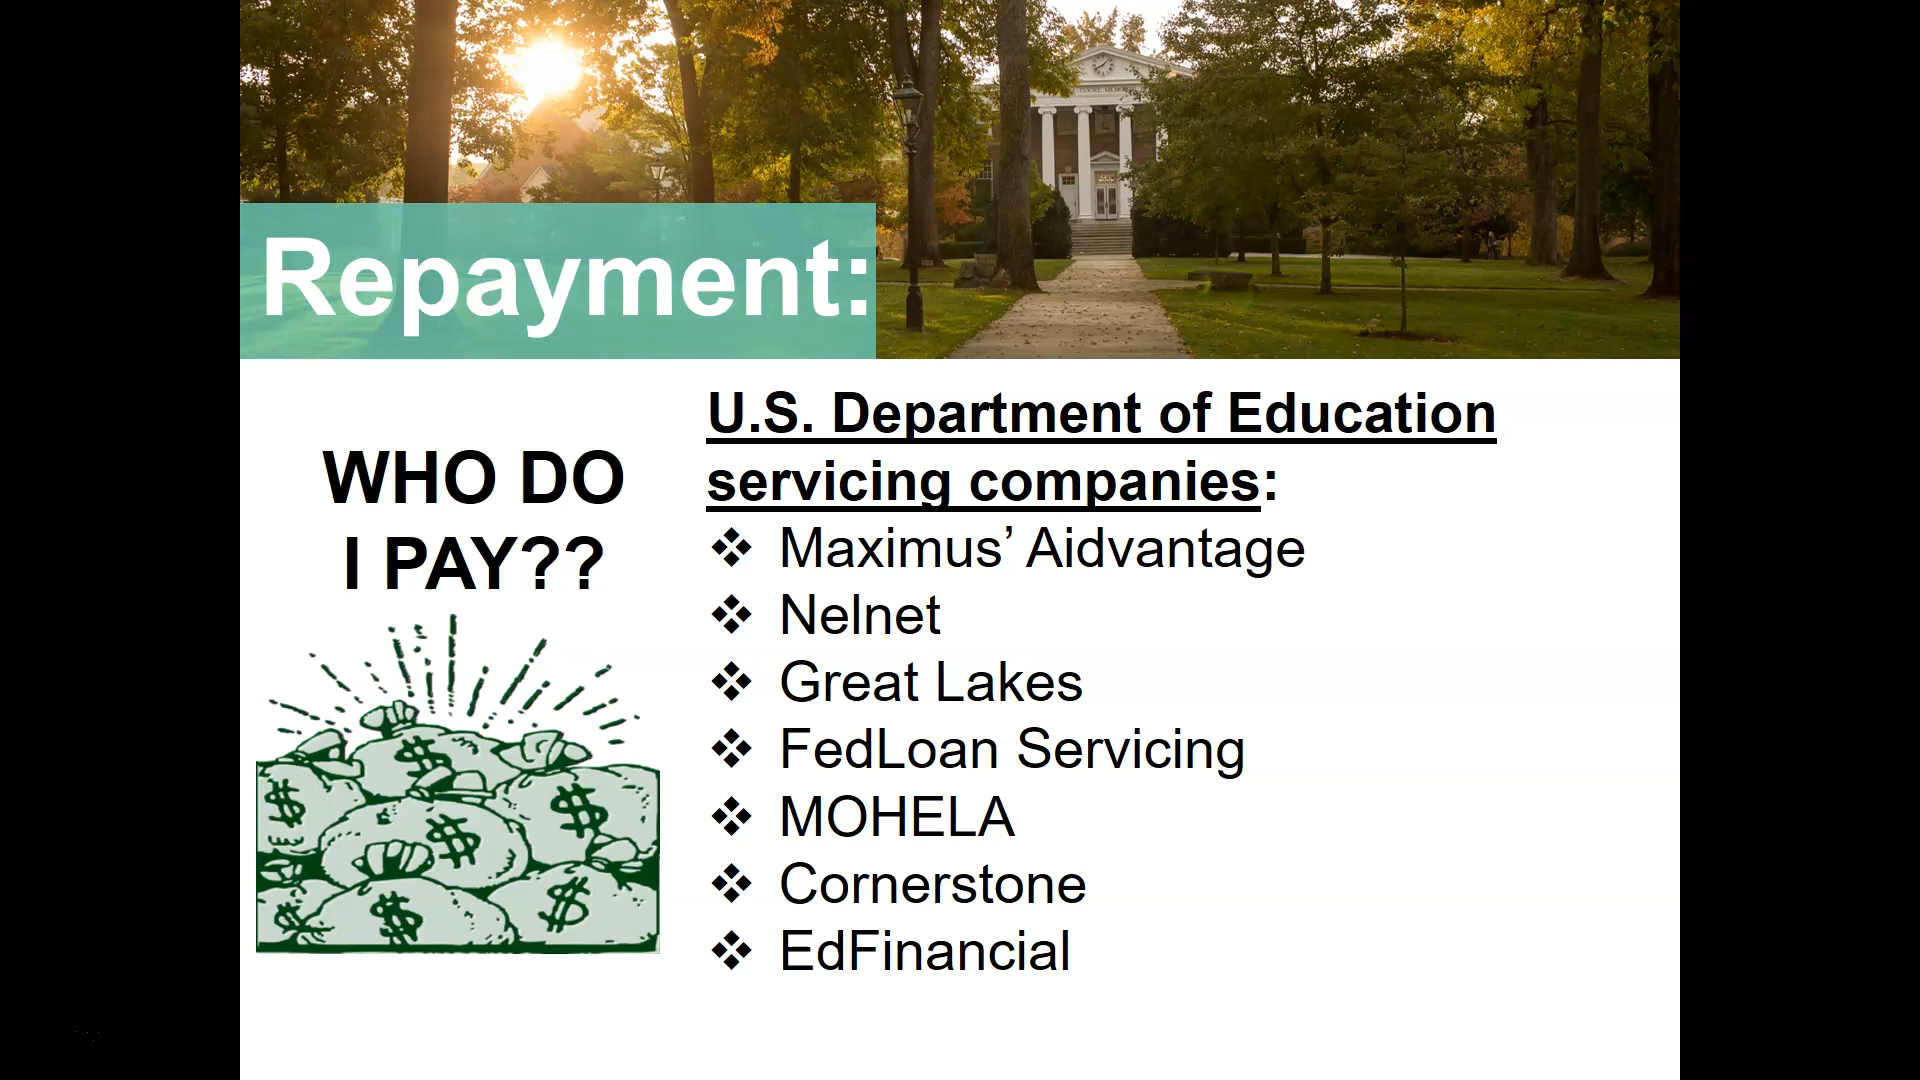 Repayment:
WHO DO
I PAY??
U.S. Department of Education
servicing companies:
❖ Maximus’ Aidvantage
❖ Nelnet
❖ Great Lakes
❖ FedLoan Servicing
❖ MOHELA
❖ Cornerstone
❖ EdFinancial
$
$
$
$
$
$
$